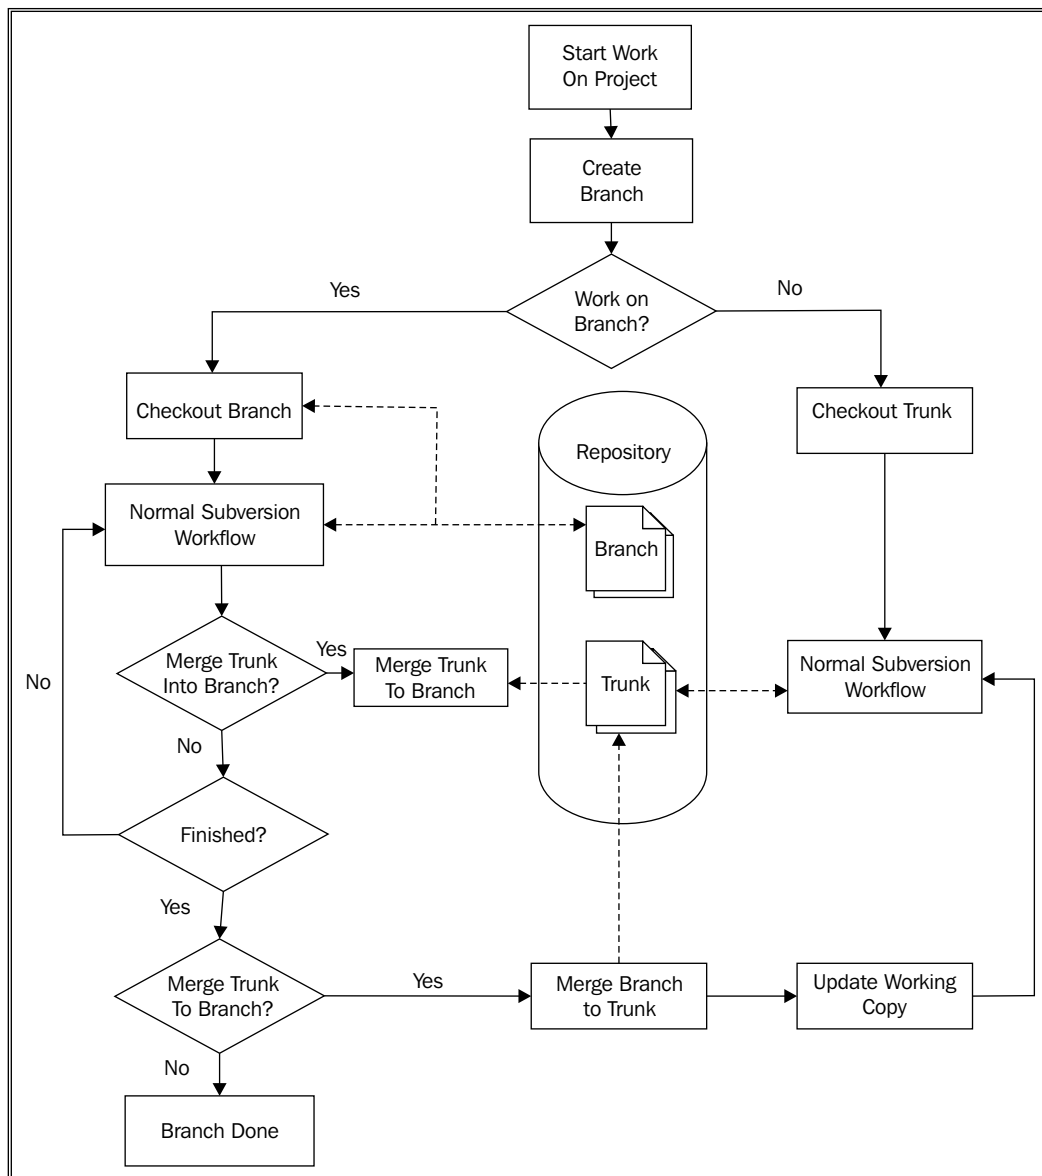 Start Work
On Project
Create
Branch
Yes
No
Work on
Branch?
Checkout Branch
Checkout Trunk
Repository
Normal Subversion
Workflow
Branch
Merge Trunk
Into Branch?
Yes
Merge Trunk
To Branch
Trunk
Normal Subversion
Workflow
No
No
Finished?
Yes
Merge Trunk
To Branch?
Yes
Merge Branch
to Trunk
Update Working
Copy
No
Branch Done